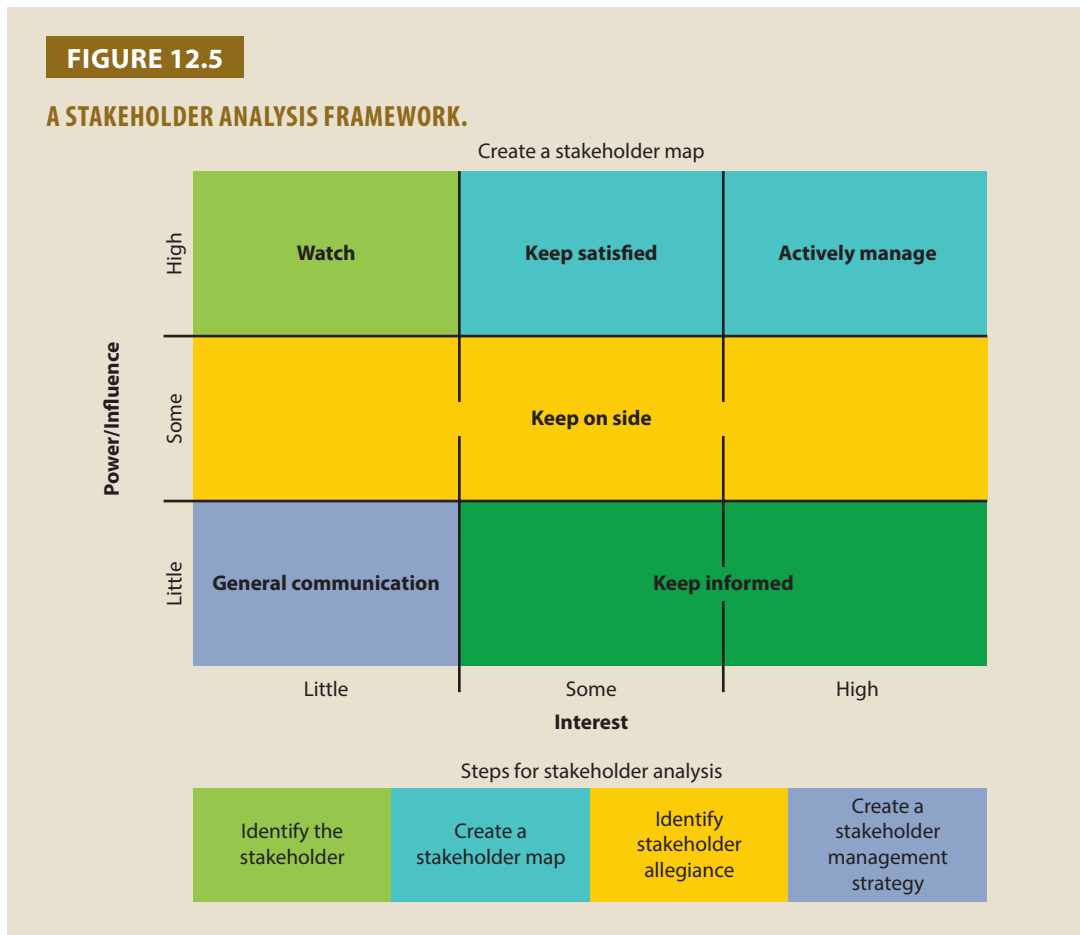 FIGURE 12.5
A STAKEHOLDER ANALYSIS FRAMEWORK.
Create a stakeholder map
Power/Influence
High
Watch
Keep satisfied
Actively manage
Some
Keep on side
Little
General communication
Keep informed
Little
Some
High
Interest
Steps for stakeholder analysis
Identify the
stakeholder
Create a
stakeholder map
Identify
stakeholder
allegiance
Create a
stakeholder
management
strategy